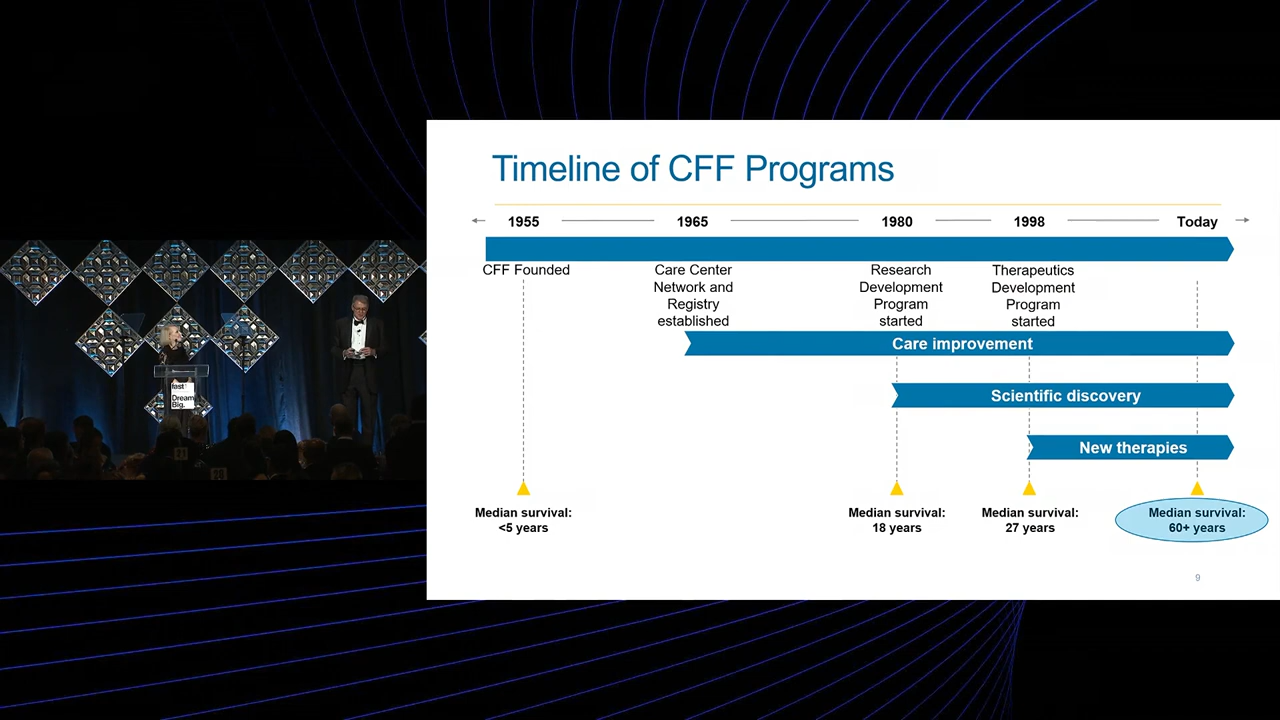 Timeline of CFF Programs
1955
1965
1980
1998
Today
CFF Founded
Care Center
Network and
Registry
established
Research
Development
Program
started
Therapeutics
Development
Program
started
Care improvement
Scientific discovery
New therapies
Median survival:
<5 years
Median survival:
18 years
Median survival:
27 years
Median survival:
60+ years
9
fast
Dream
Big.